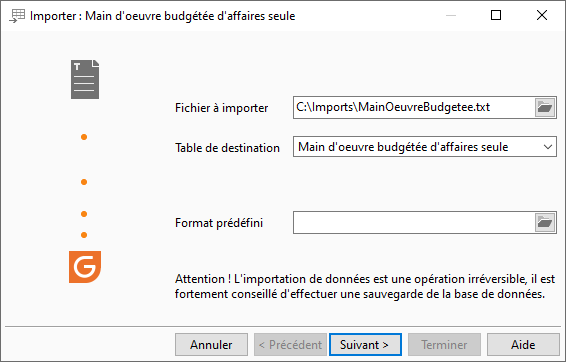 Importer : Main d'oeuvre budgétée d'affaires seule
T
Fichier à importer
C:\Imports\MainOeuvreBudgetee.txt
Table de destination
Main d'oeuvre budgétée d'affaires seule
Format prédéfini
G
Attention ! L'importation de données est une opération irréversible, il est
fortement conseillé d'effectuer une sauvegarde de la base de données.
Annuler
< Précédent
Suivant >
Terminer
Aide